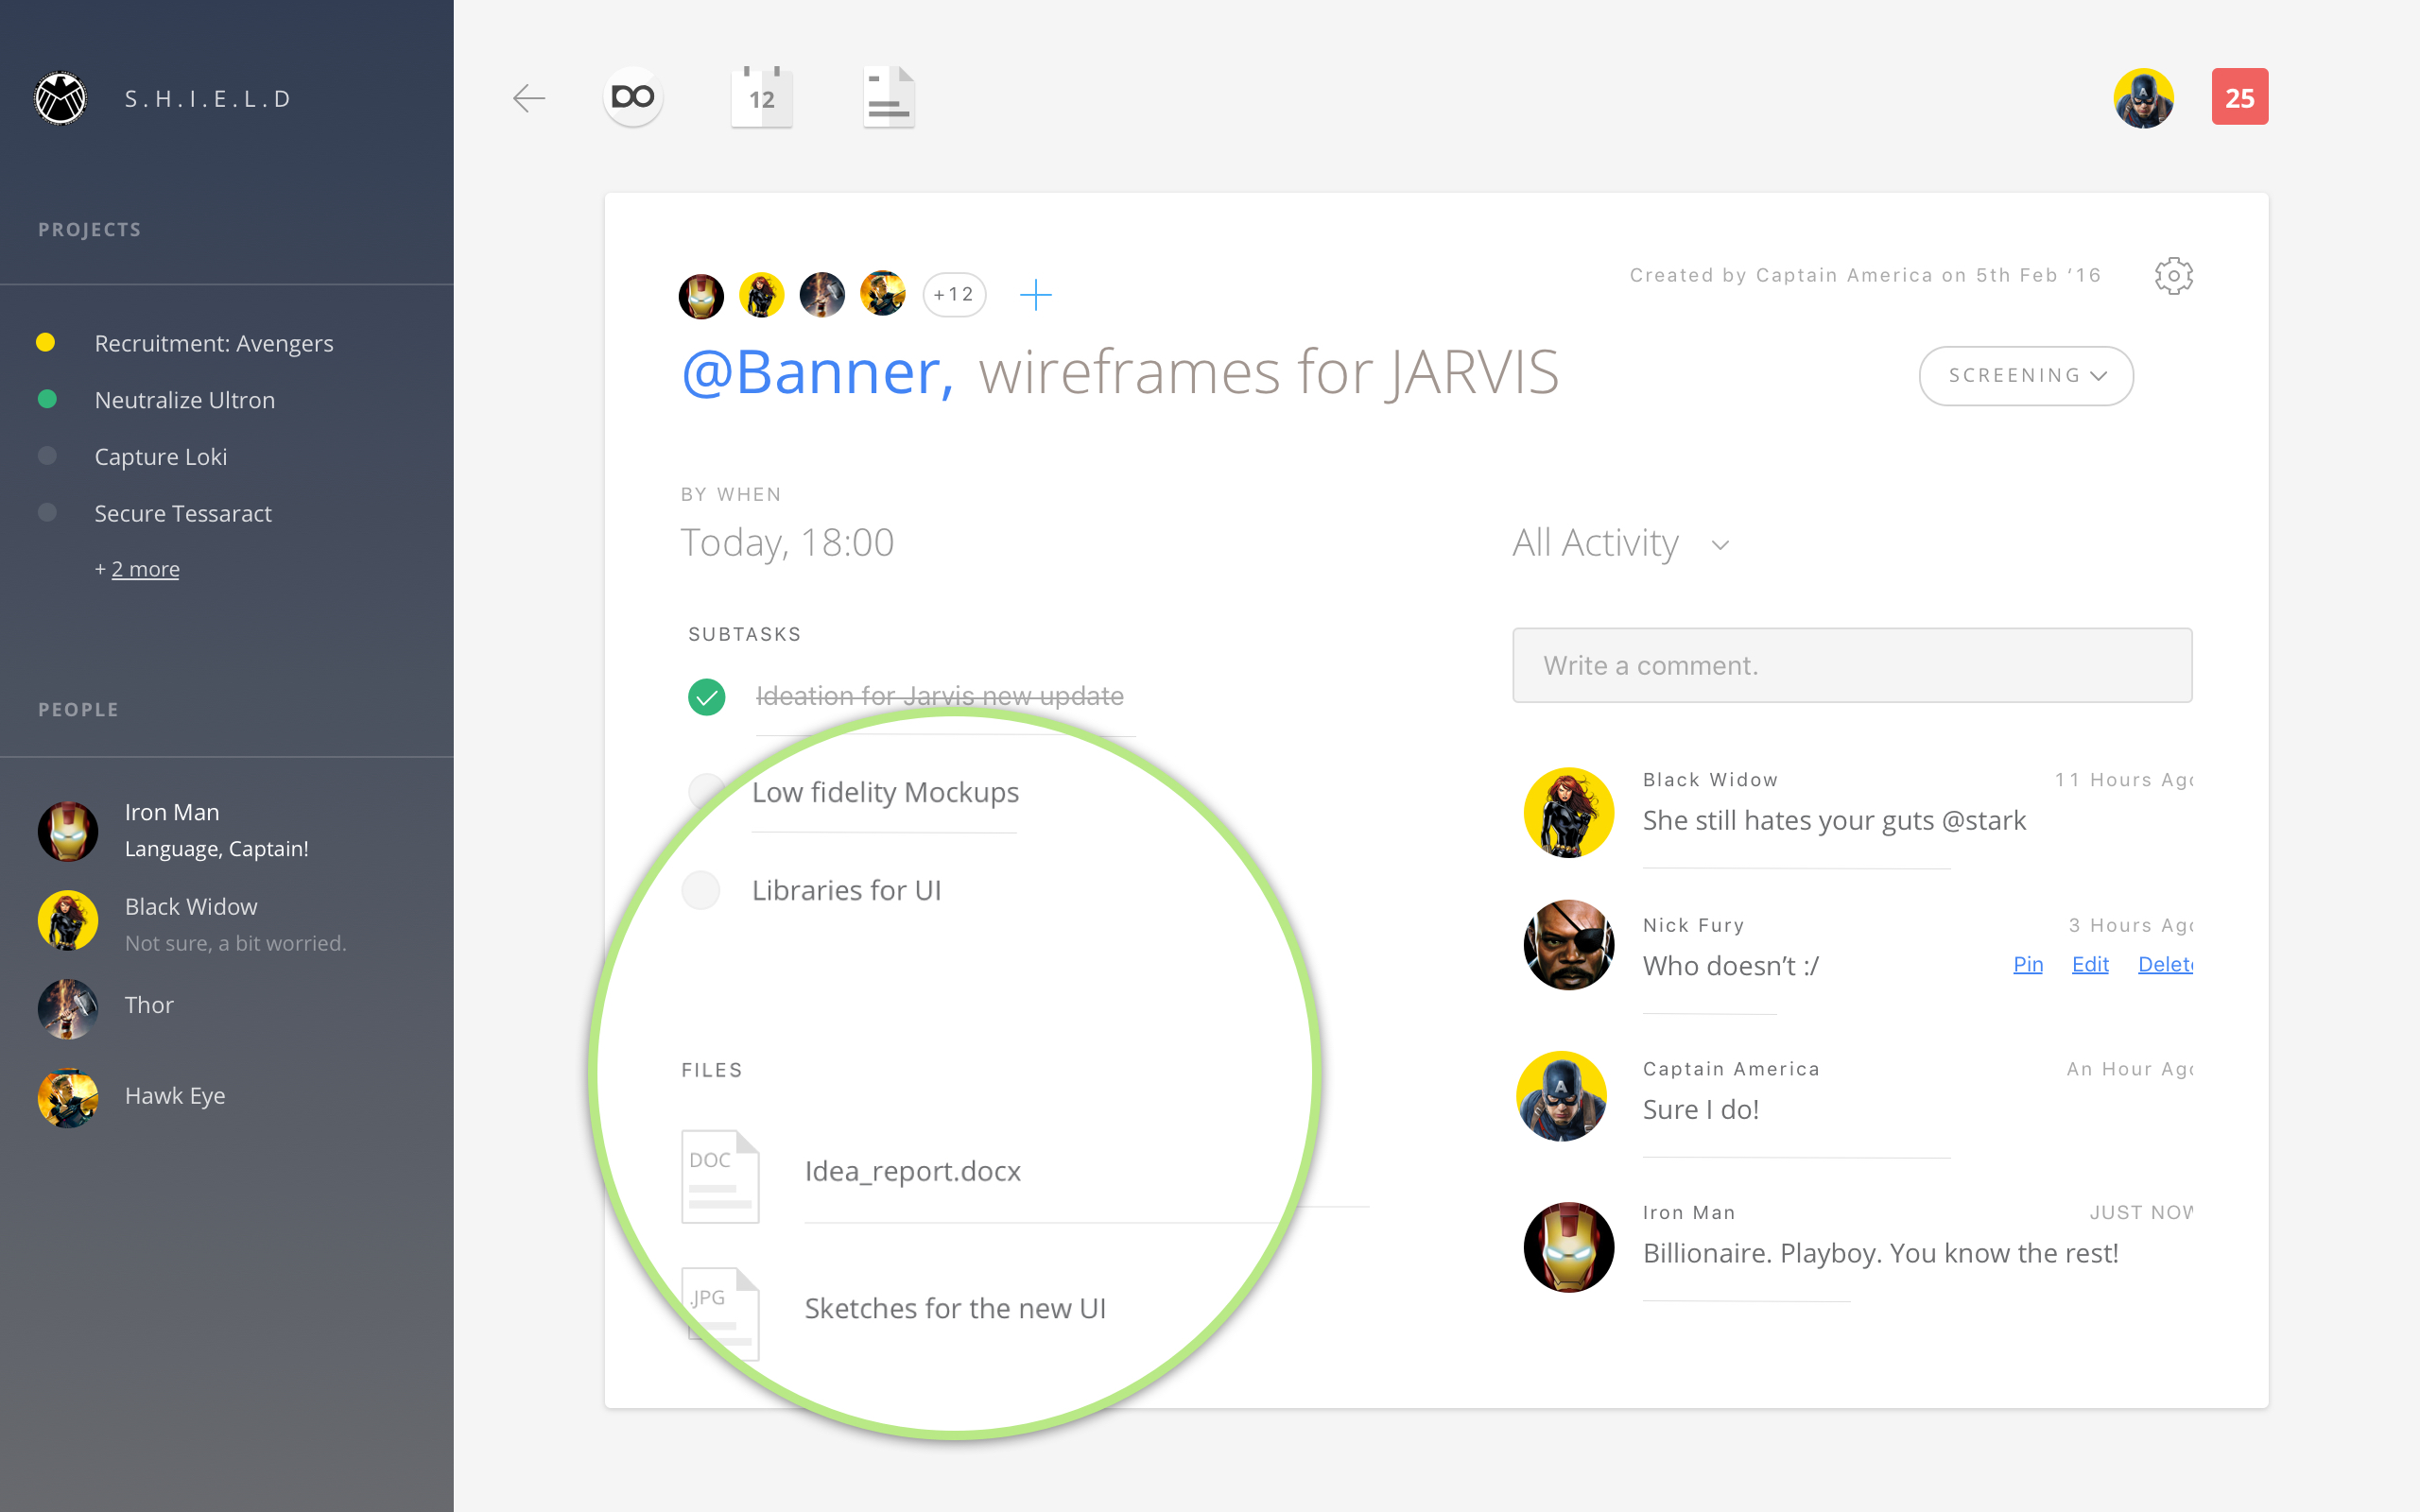 S.H.I.E.L.D
PROJECTS
Recruitment: Avengers
Neutralize Ultron
Capture Loki
Secure Tessaract
+ 2 more
PEOPLE
Iron Man
Language, Captain!
Black Widow
Not sure, a bit worried.
Thor
Hawk Eye
DO
12
25
+12
Created by Captain America on 5th Feb ‘16
@Banner, wireframes for JARVIS
SCREENING
BY WHEN
Today, 18:00
SUBTASKS
Ideation for Jarvis new update
Low fidelity Mockups
Libraries for UI
FILES
DOC
Idea_report.docx
.JPG
Sketches for the new UI
All Activity
Write a comment.
Black Widow
11 Hours Ago
She still hates your guts @stark
Nick Fury
3 Hours Ago
Who doesn’t :/
Pin Edit Delete
Captain America
An Hour Ago
Sure I do!
Iron Man
JUST NOW
Billionaire. Playboy. You know the rest!